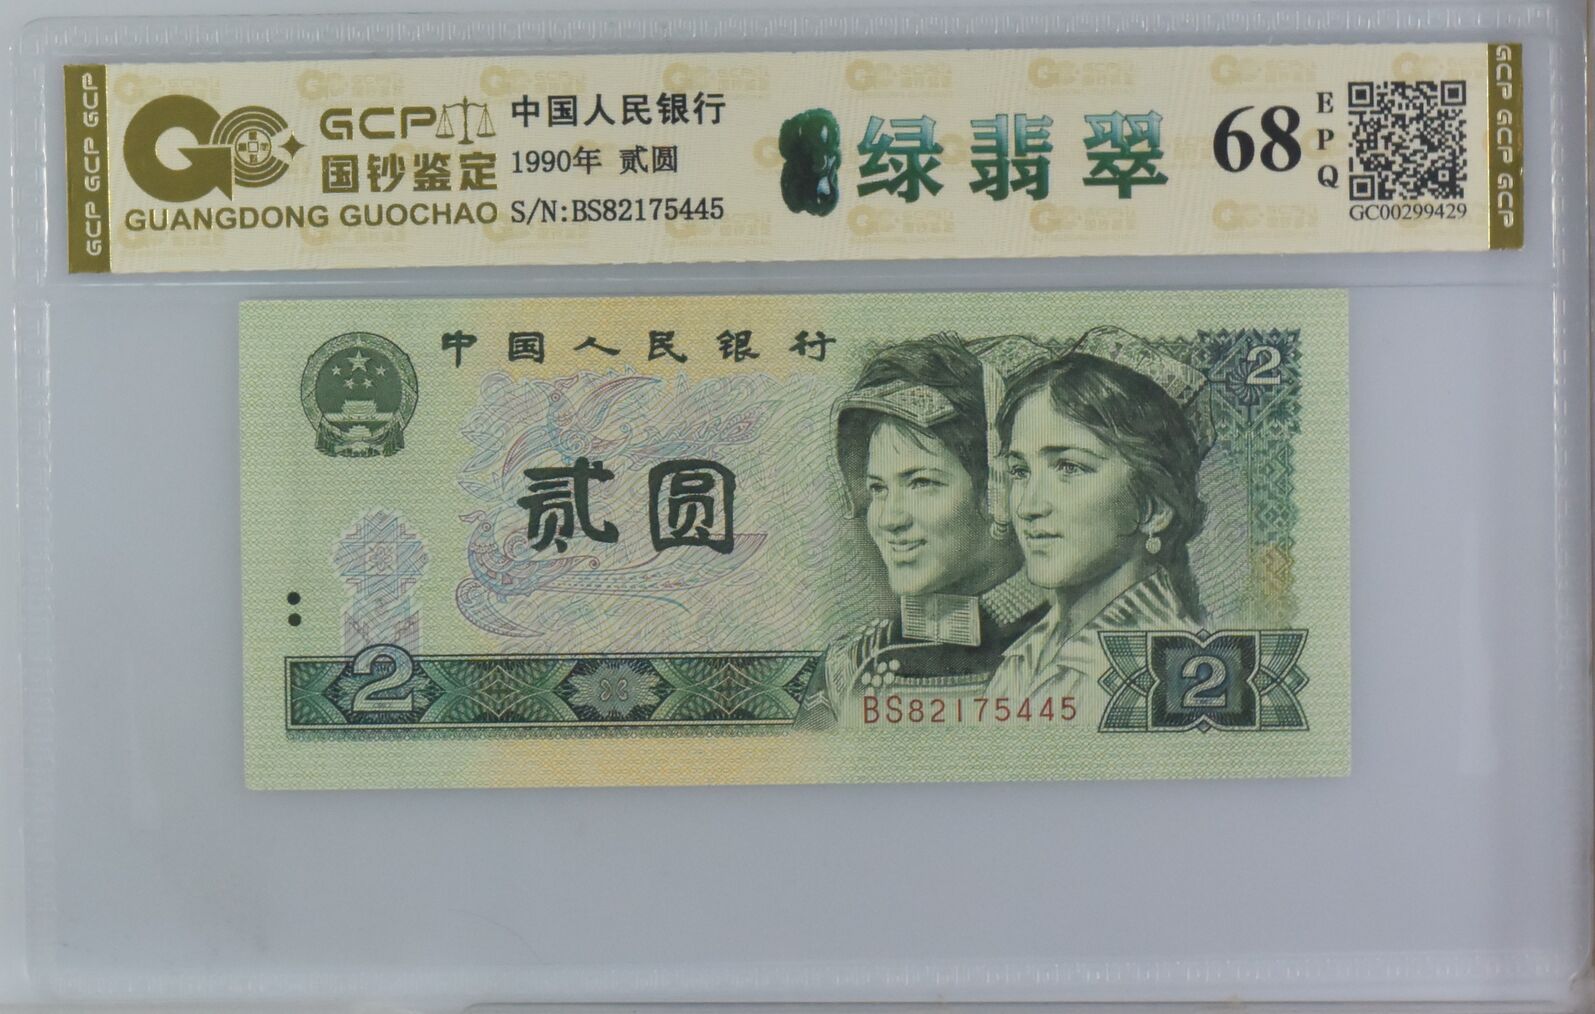 GCP
国钞鉴定
GUANGDONG GUOCHAO
中国人民银行
1990年 贰圆
S/N:BS82175445
绿翡翠
68
EPQ
GC00299429
GCP GCP GCP
GCP GCP GCP
中国人民银行
贰圆
2
2
2
BS82175445